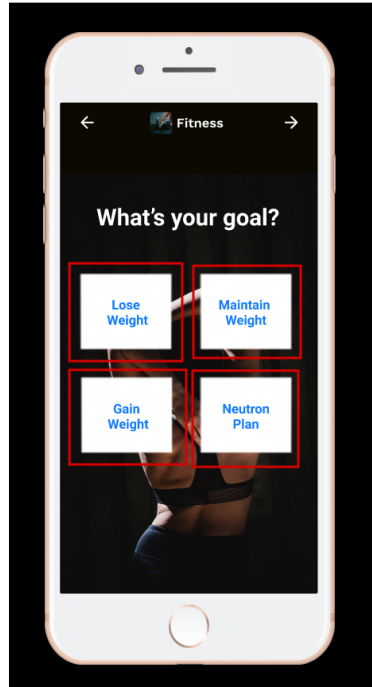 Fitness
What's your goal?
Lose
Weight
Maintain
Weight
Gain
Weight
Neutron
Plan